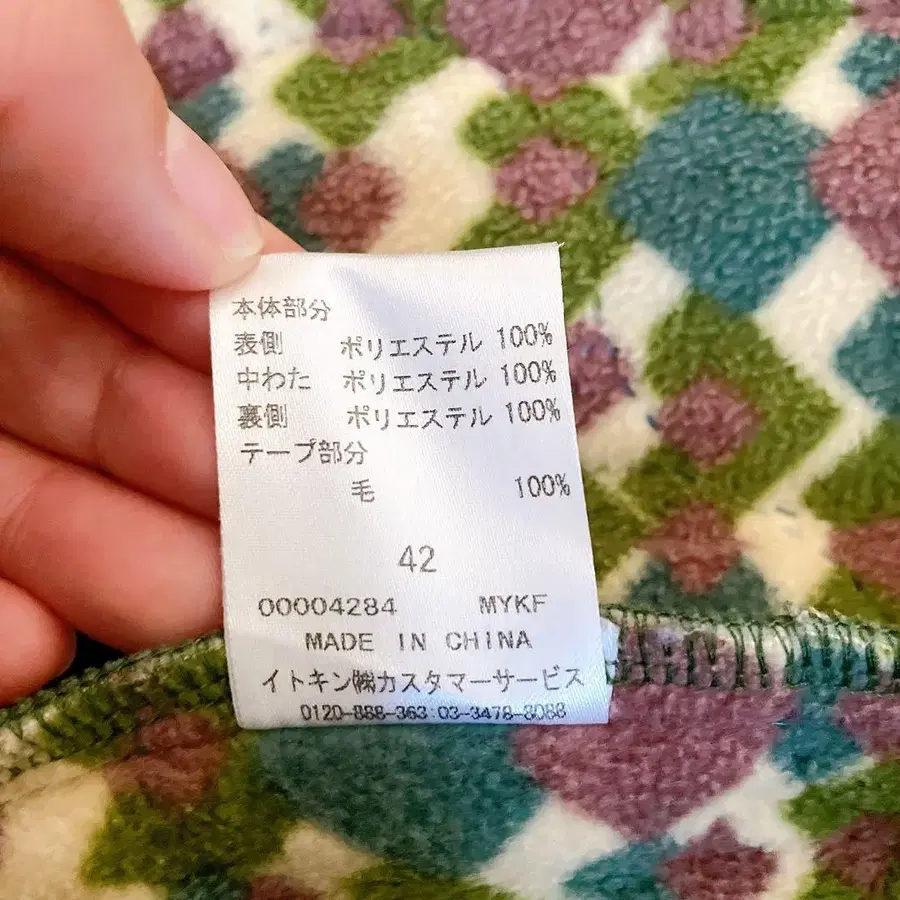 本体部分
表側 ポリエステル 100%
中わた ポリエステル 100%
裏側 ポリエステル 100%
テープ部分
毛 100%
42
00004284 MYKF
MADE IN CHINA
イトキン㈱カスタマーサービス
0120-888-363:03-3478-8088